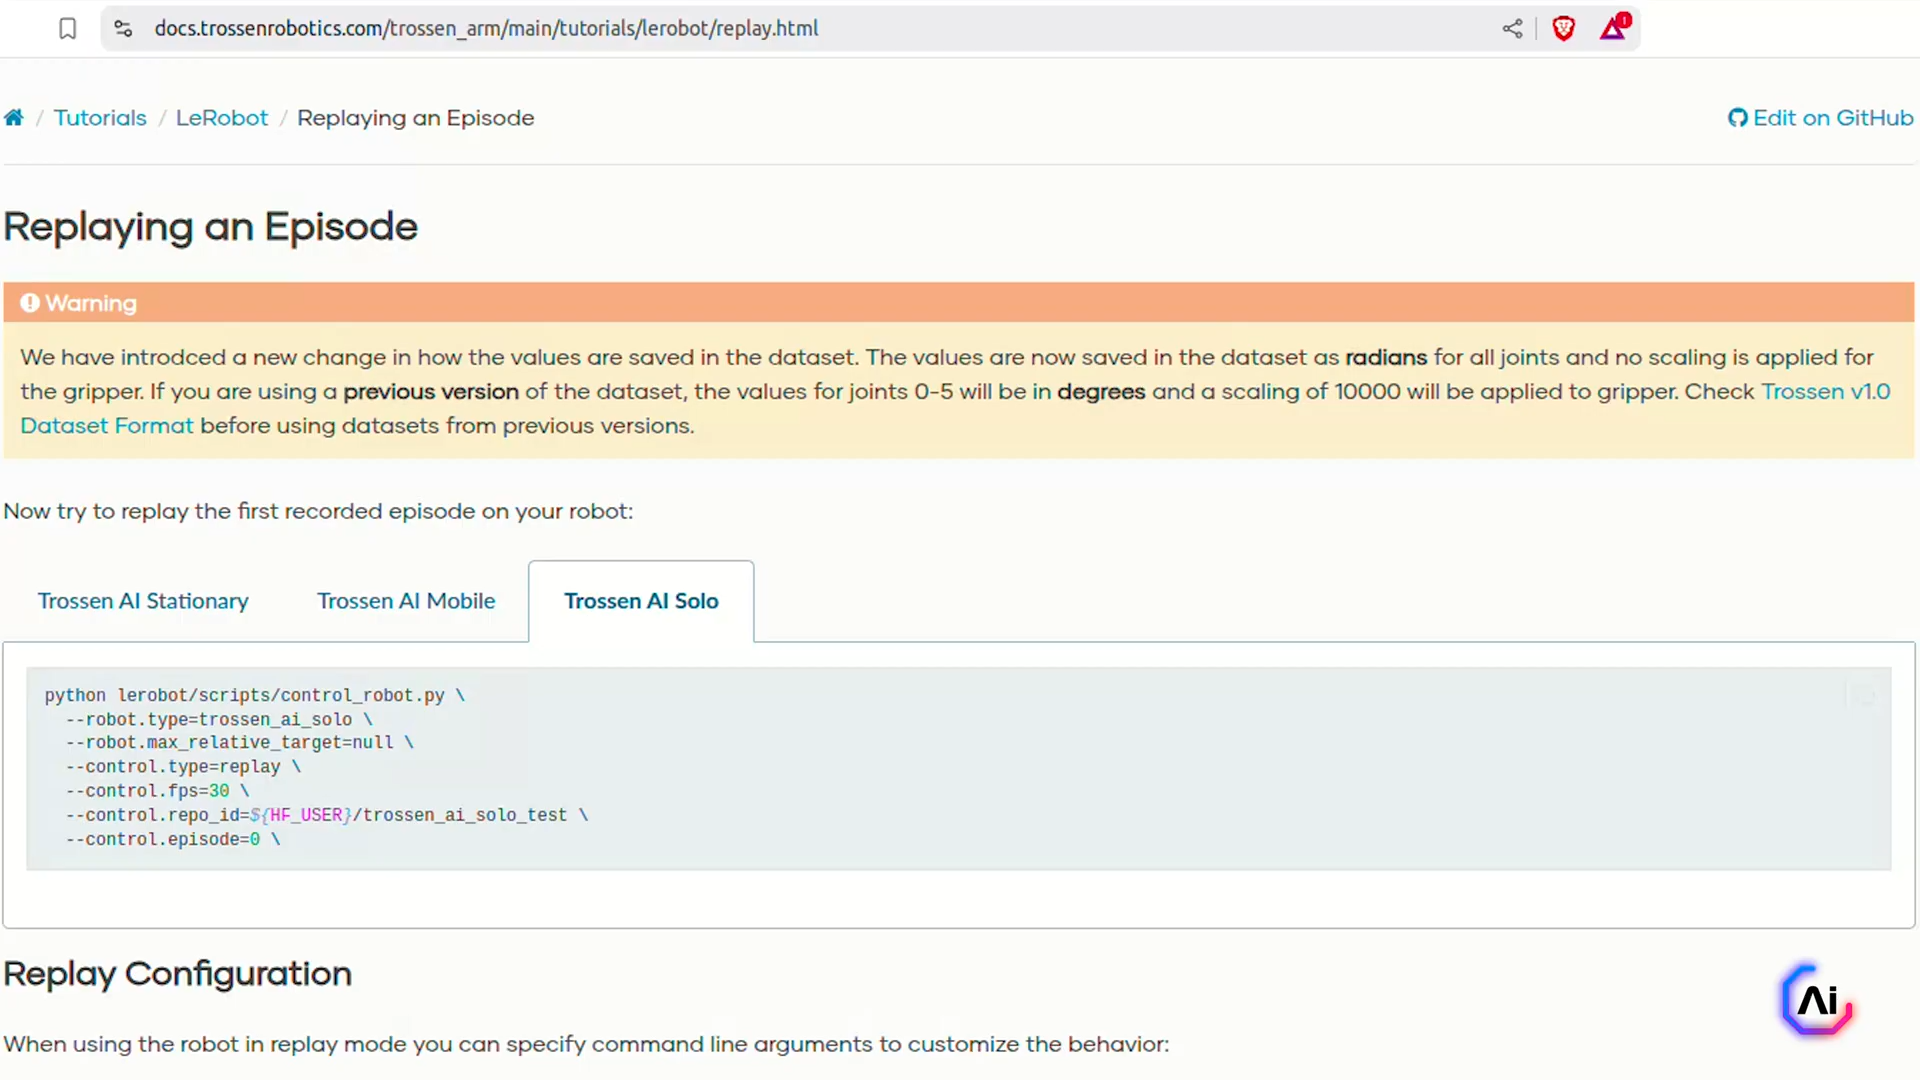 docs.trossenrobotics.com/trossen_arm/main/tutorials/lerobot/replay.html
/ Tutorials / LeRobot / Replaying an Episode
Edit on GitHub
Replaying an Episode
Warning
We have introdced a new change in how the values are saved in the dataset. The values are now saved in the dataset as radians for all joints and no scaling is applied for
the gripper. If you are using a previous version of the dataset, the values for joints 0-5 will be in degrees and a scaling of 10000 will be applied to gripper. Check Trossen v1.0
Dataset Format before using datasets from previous versions.
Now try to replay the first recorded episode on your robot:
Trossen AI Stationary Trossen AI Mobile Trossen AI Solo
python lerobot/scripts/control_robot.py \
--robot.type=trossen_ai_solo \
--robot.max_relative_target=null \
--control.type=replay \
--control.fps=30 \
--control.repo_id=${HF_USER}/trossen_ai_solo_test \
--control.episode=0 \
Replay Configuration
Ai
When using the robot in replay mode you can specify command line arguments to customize the behavior: